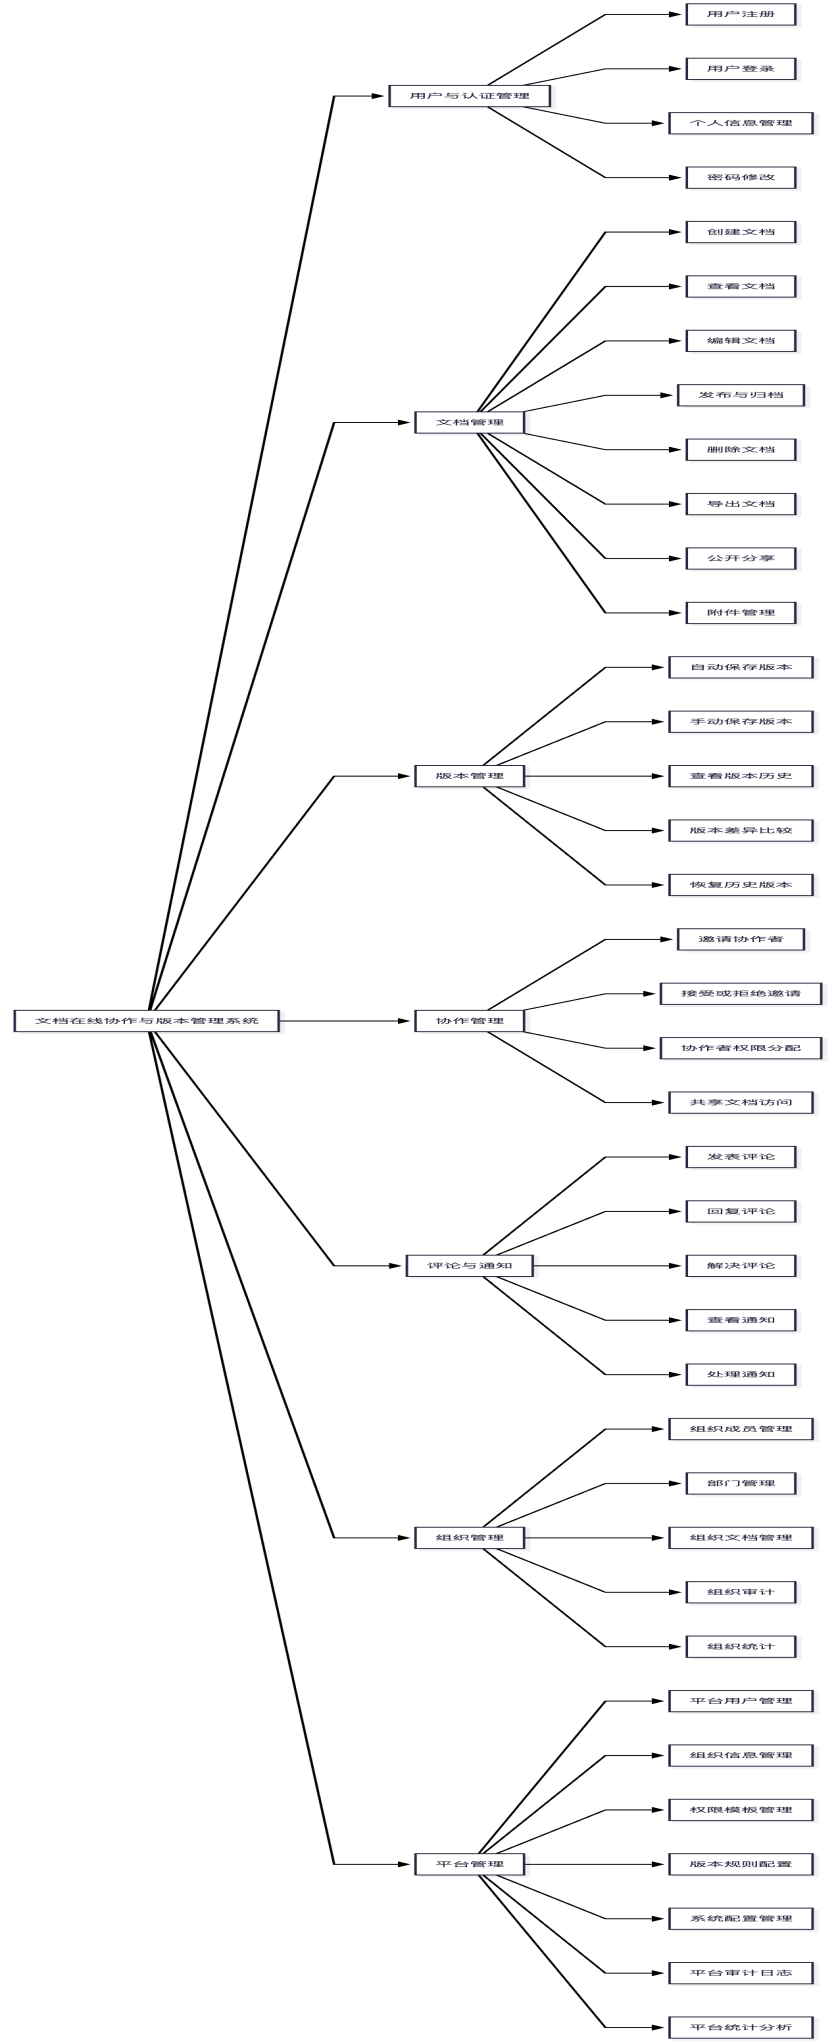 文档在线协作与版本管理系统
用户与认证管理
用户注册
用户登录
个人信息管理
密码修改
文档管理
创建文档
查看文档
编辑文档
发布与归档
删除文档
导出文档
公开分享
附件管理
版本管理
自动保存版本
手动保存版本
查看版本历史
版本差异比较
恢复历史版本
协作管理
邀请协作者
接受或拒绝邀请
协作者权限分配
共享文档访问
评论与通知
发表评论
回复评论
解决评论
查看通知
处理通知
组织管理
组织成员管理
部门管理
组织文档管理
组织审计
组织统计
平台管理
平台用户管理
组织信息管理
权限模板管理
版本规则配置
系统配置管理
平台审计日志
平台统计分析